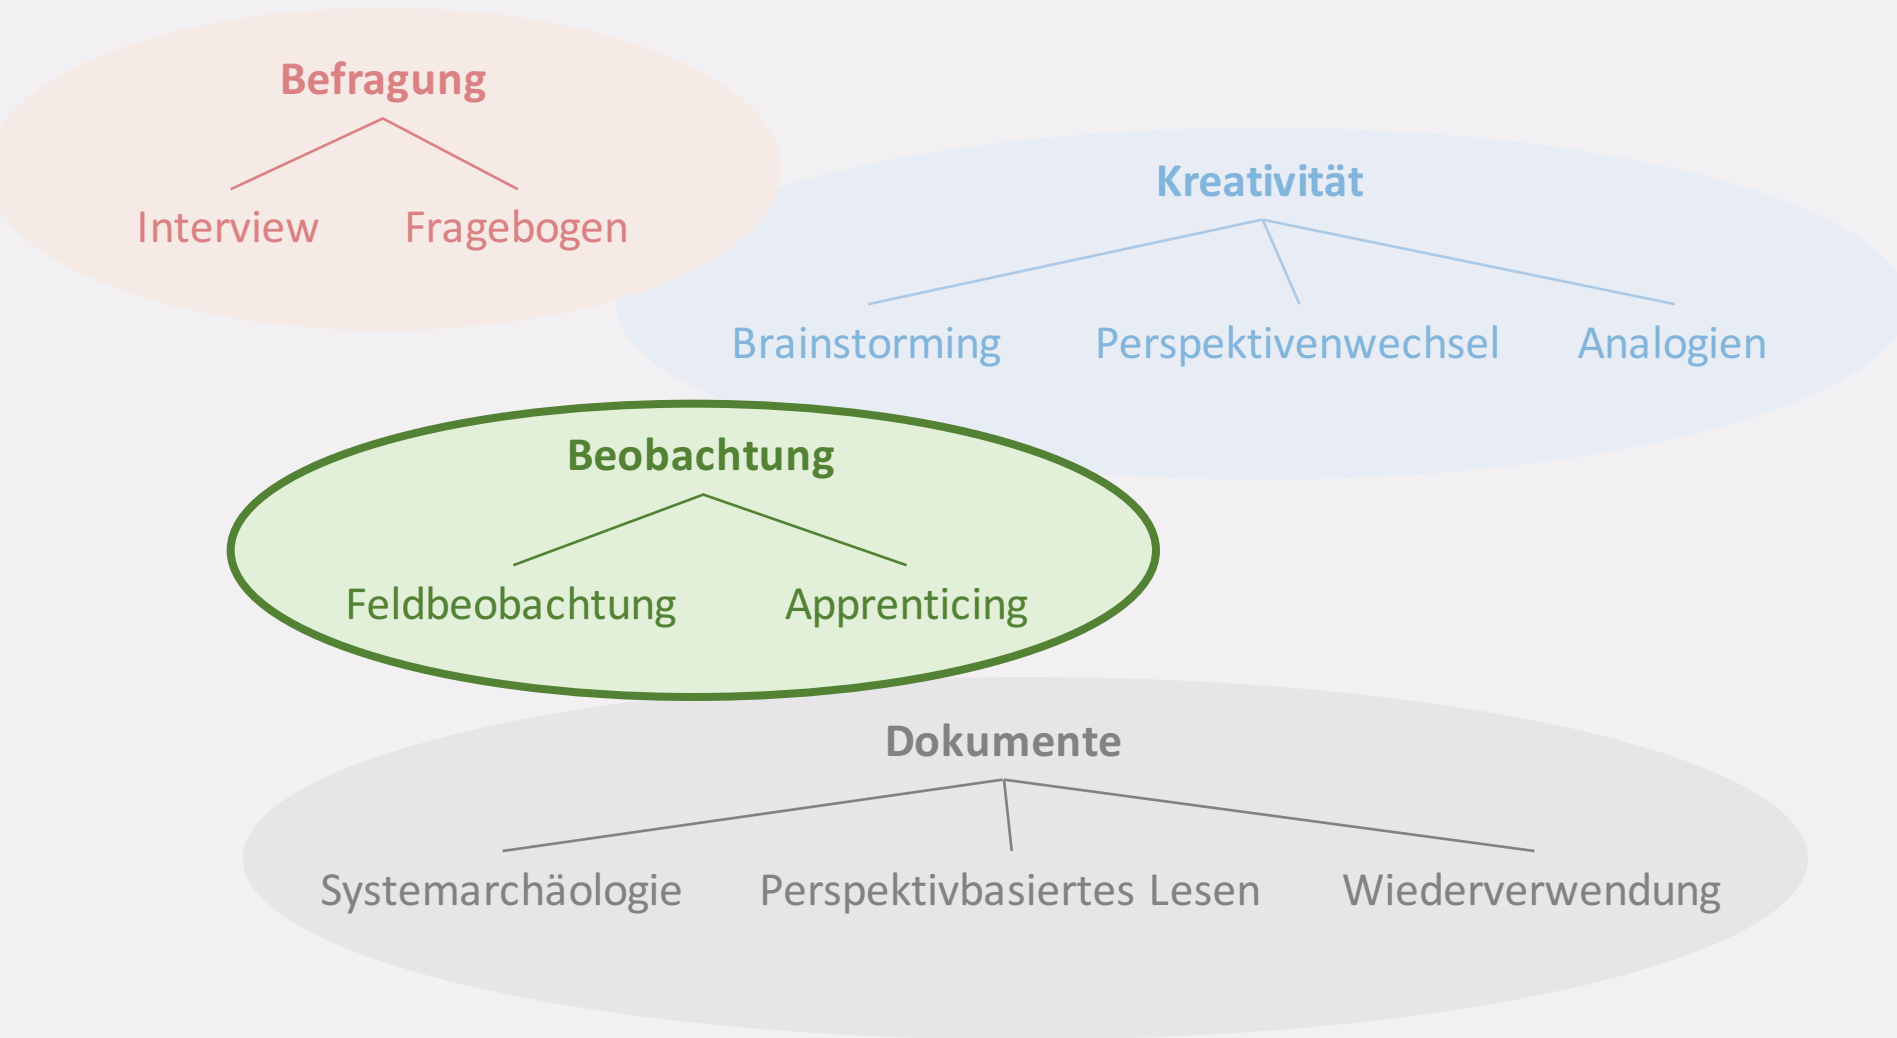 Befragung
Interview Fragebogen
Kreativität
Brainstorming Perspektivenwechsel Analogien
Beobachtung
Feldbeobachtung Apprenticing
Dokumente
Systemarchäologie Perspektivbasiertes Lesen Wiederverwendung